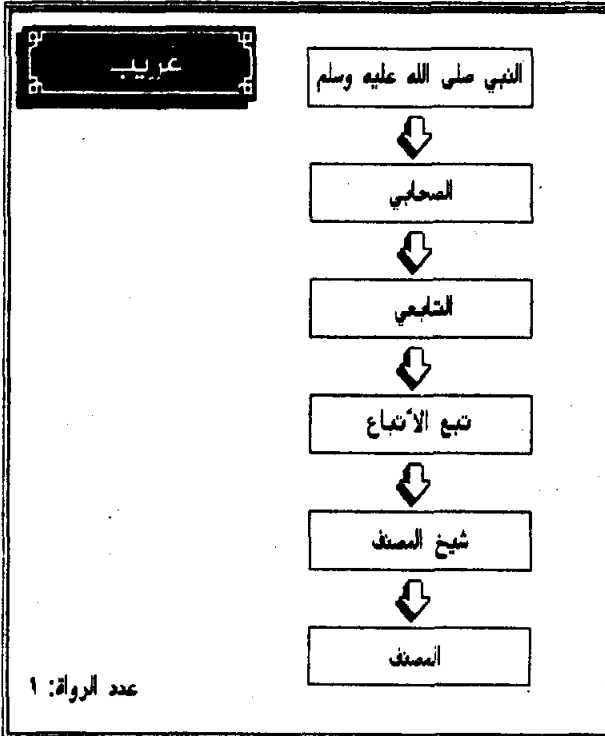 غريب
النبي صلى الله عليه وسلم
الصحابي
التابعي
تبع الأتباع
شيخ المصنف
المصنف
عدد الرواة: ١